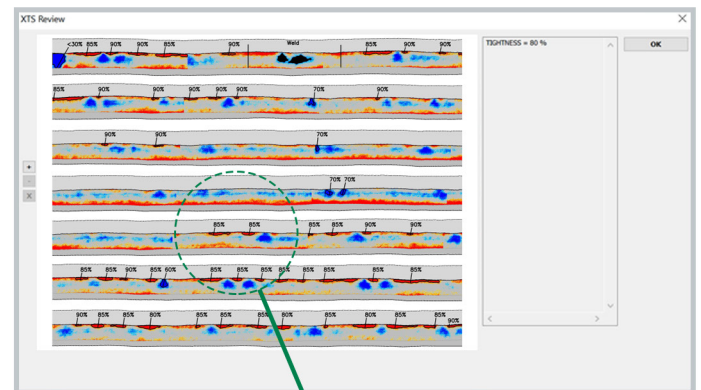 XTS Review
<30% 85% 90% 90% 85% 90% Weld 85% 90% 90%
TIGHTNESS = 80 %
OK
85% 90% 90% 90% 90% 90% 70% 90%
90% 90% 70%
70% 70%
85% 85% 85% 85% 90% 90%
85% 85% 90% 85% 60% 85% 85% 85% 85% 85% 85% 85% 85%
90% 85% 85% 80% 85% 85% 85% 80% 85% 80% 85% 85% 90%